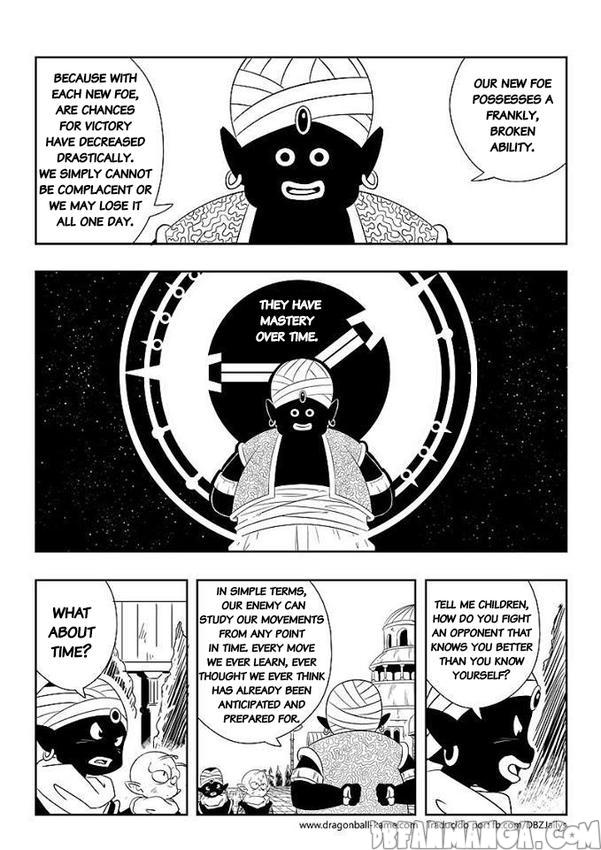 BECAUSE WITH
EACH NEW FOE,
ARE CHANCES
FOR VICTORY
HAVE DECREASED
DRASTICALLY.
WE SIMPLY CANNOT
BE COMPLACENT OR
WE MAY LOSE IT
ALL ONE DAY.
OUR NEW FOE
POSSESSES A
FRANKLY,
BROKEN
ABILITY.
THEY HAVE
MASTERY
OVER TIME.
WHAT
ABOUT
TIME?
IN SIMPLE TERMS,
OUR ENEMY CAN
STUDY OUR MOVEMENTS
FROM ANY POINT
IN TIME. EVERY MOVE
WE EVER LEARN, EVER
THOUGHT WE EVER THINK
HAS ALREADY BEEN
ANTICIPATED AND
PREPARED FOR.
TELL ME CHILDREN,
HOW DO YOU FIGHT
AN OPPONENT THAT
KNOWS YOU BETTER
THAN YOU KNOW
YOURSELF?
www.dragonball-kame.com Traducido por
DBFANMANGA.COM